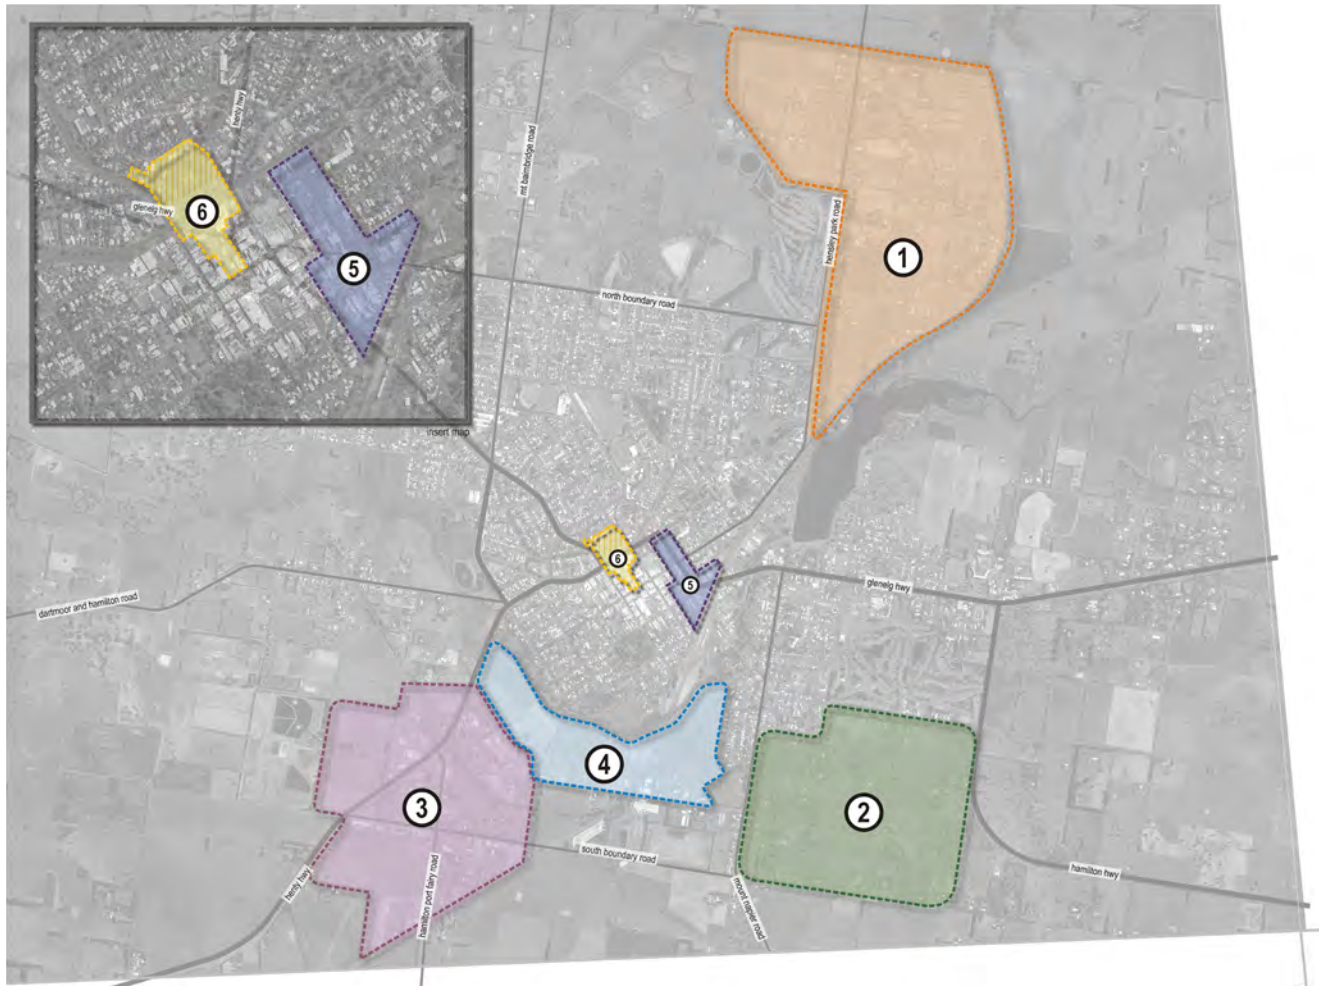 henty hwy
glenelg hwy
6
5
insert map
mt baimbridge road
hensley park road
1
north boundary road
6
5
glenelg hwy
dartmoor and hamilton road
4
3
2
south boundary road
henty hwy
hamilton port fairy road
mount napier road
hamilton hwy